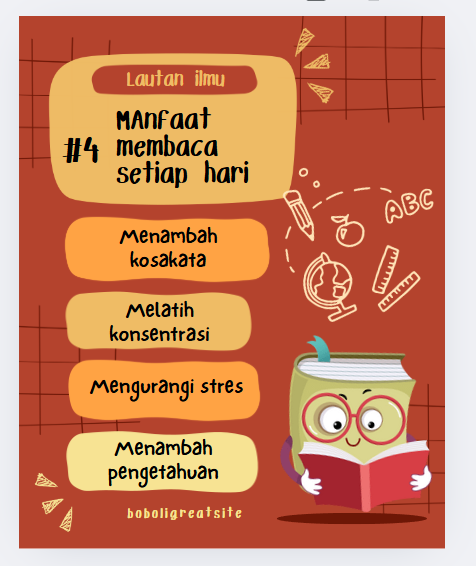 Lautan ilmu
#4
MAnfaat
membaca
setiap hari
ABC
Menambah
kosakata
Melatih
konsentrasi
Mengurangi stres
Menambah
pengetahuan
boboligreatsite